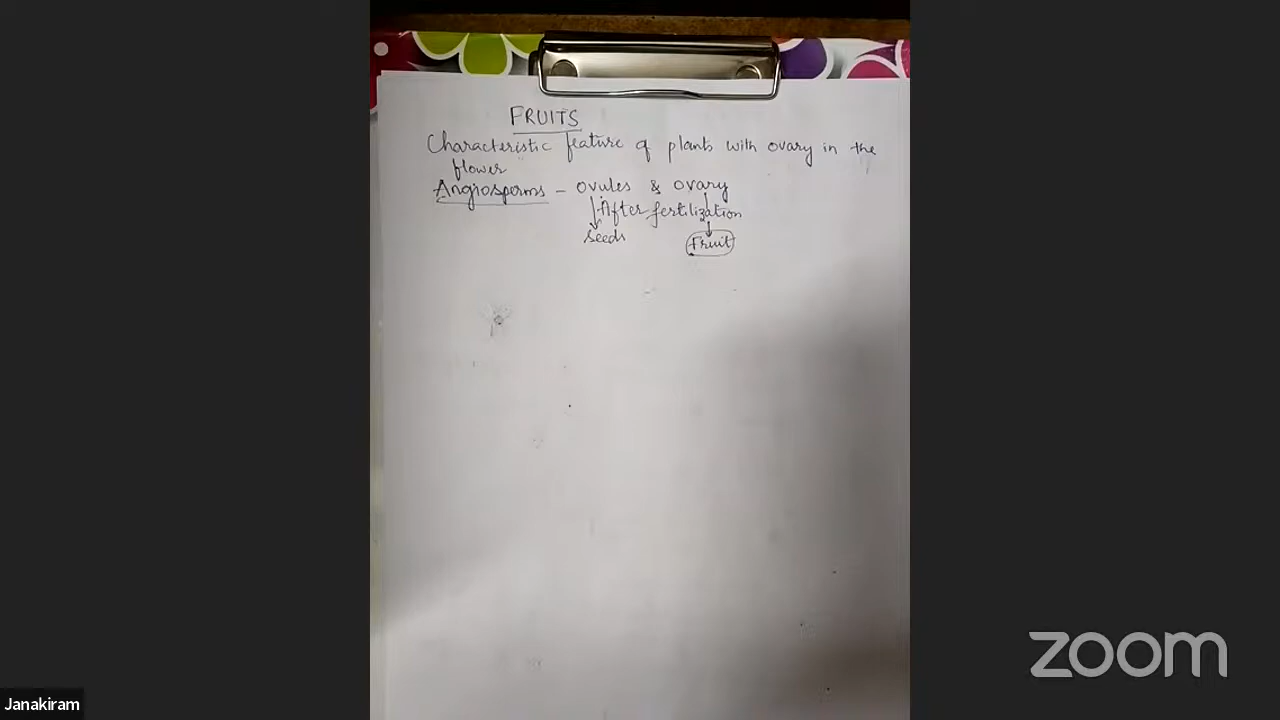 FRUITS
Characteristic feature of plants with ovary in the
flower
Angiosperms - ovules & ovary
After fertilization
seeds Fruit
zoom
Janakiram